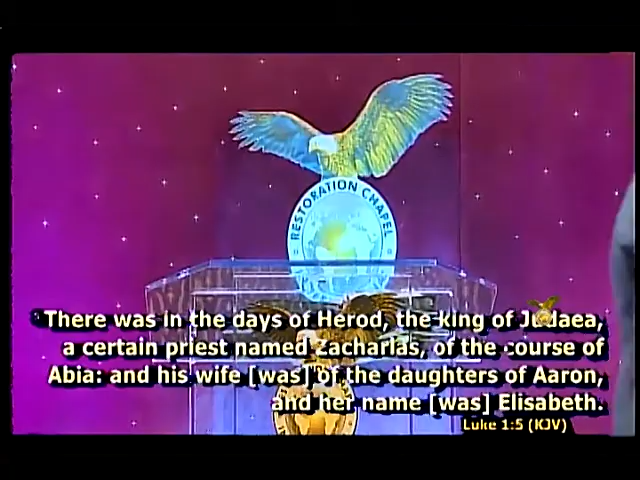 RESTORATION CHAPEL
There was in the days of Herod, the king of Judaea,
a certain priest named Zacharias, of the course of
Abia: and his wife [was] of the daughters of Aaron,
and her name [was] Elisabeth.
Luke 1:5 (KJV)